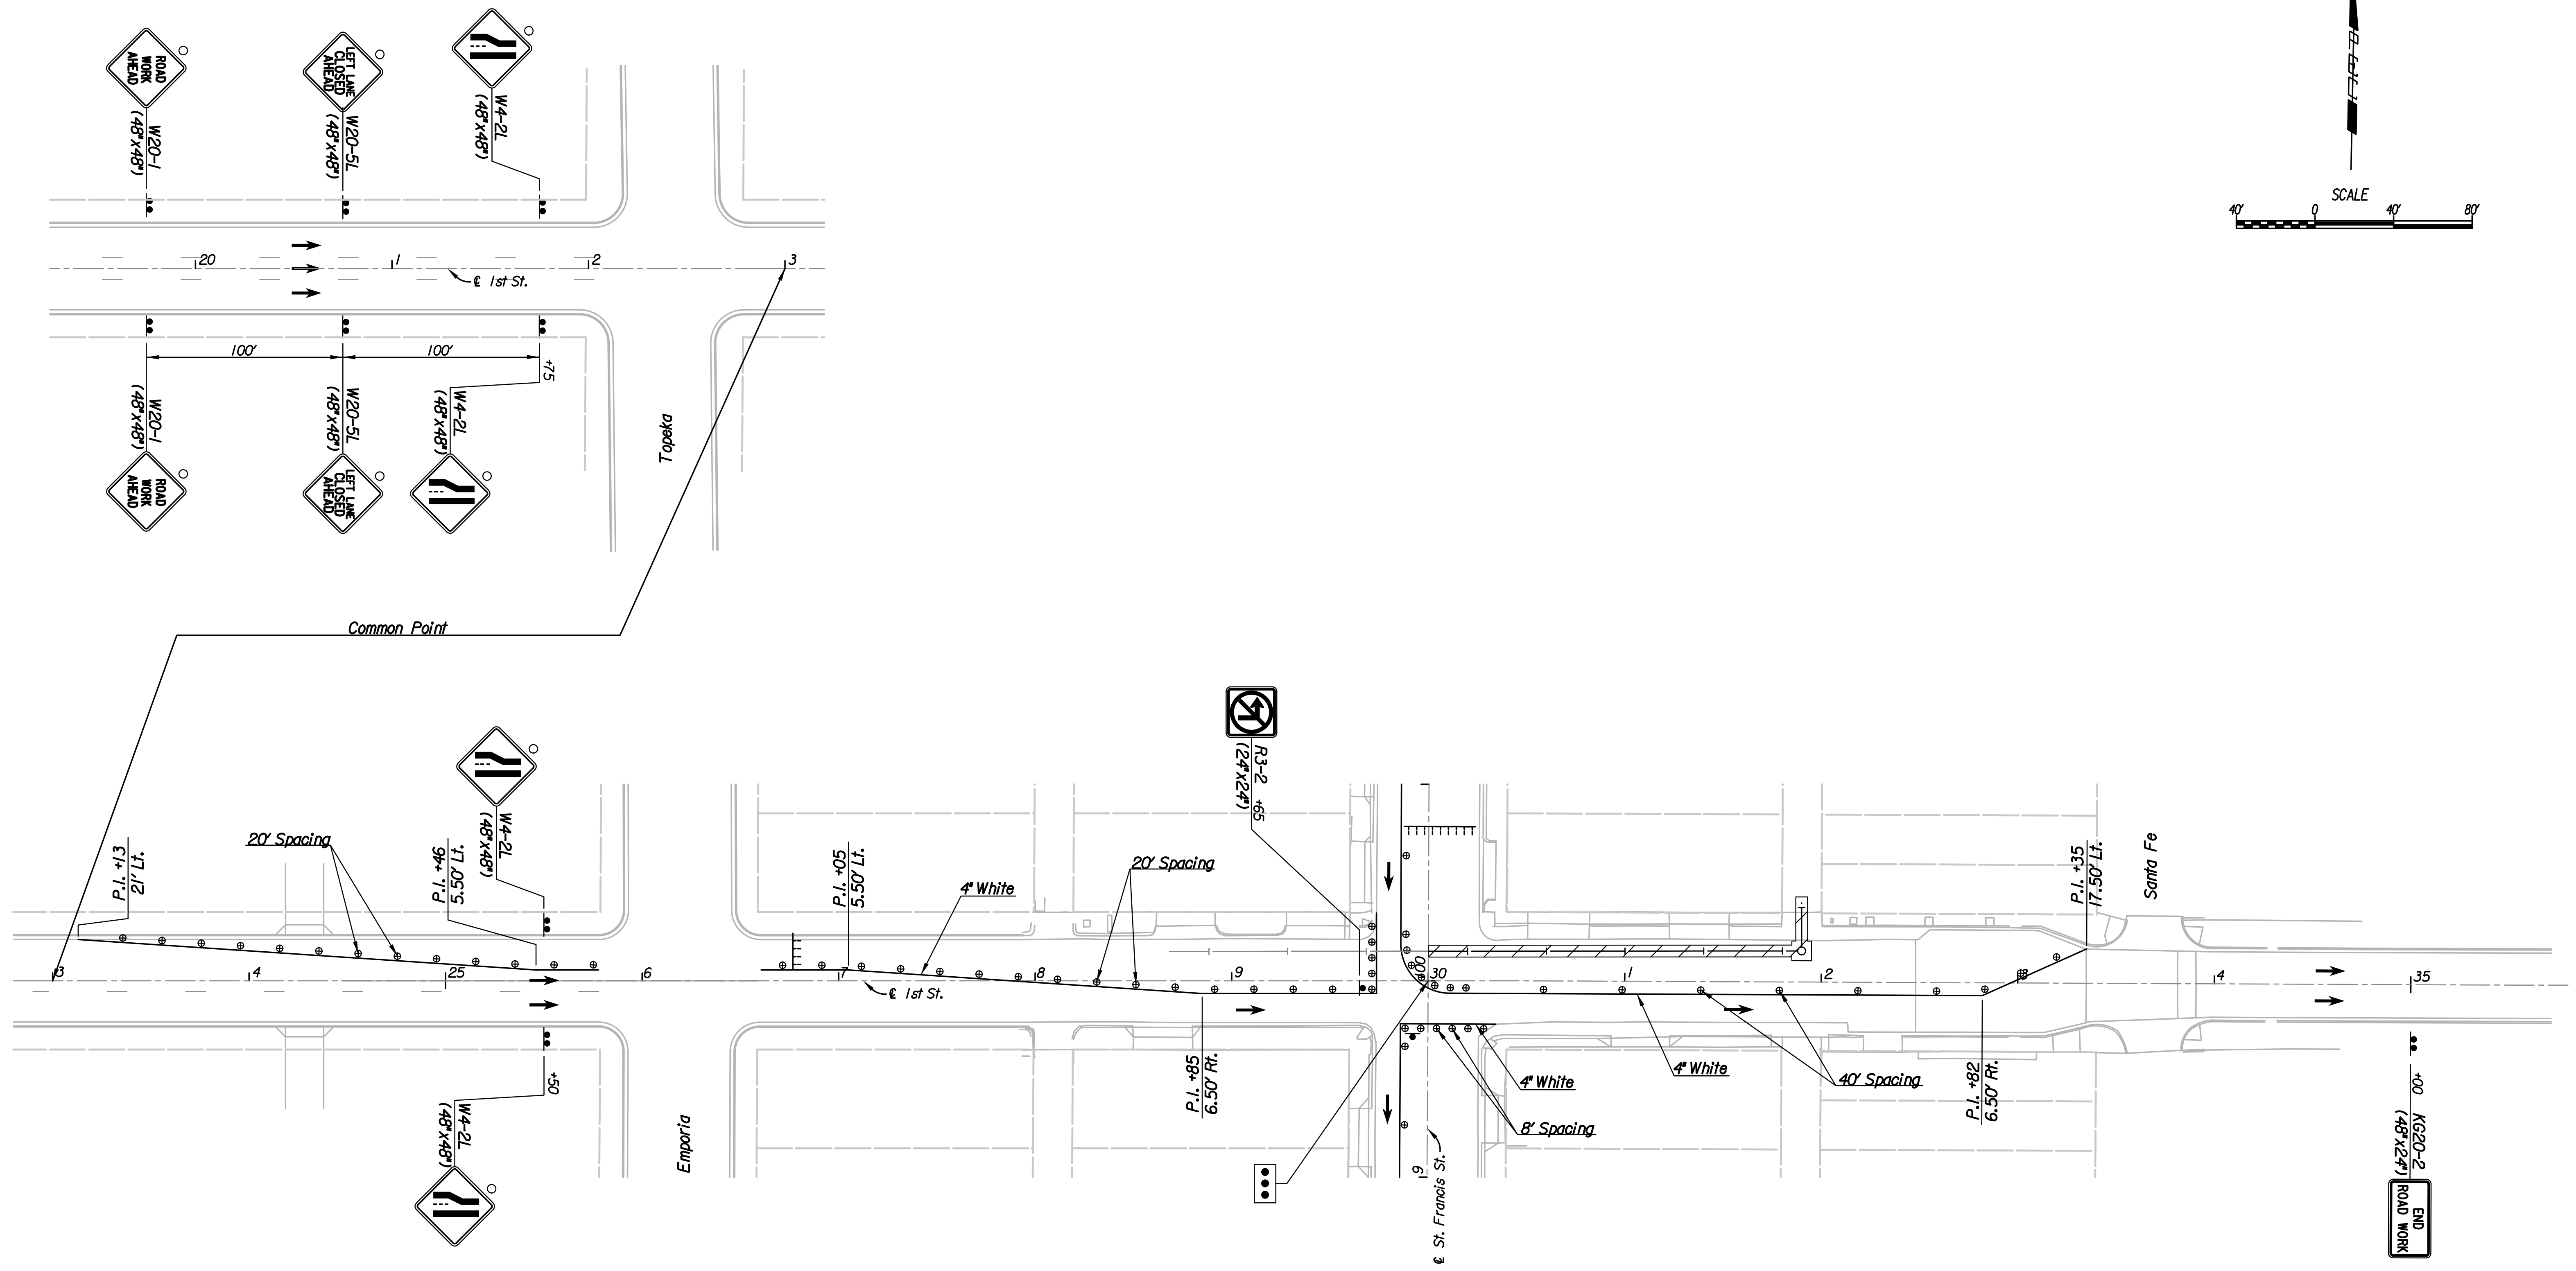 ROAD
WORK
AHEAD
W20-1
(48"x48")
LEFT LANE
CLOSED
AHEAD
W20-5L
(48"x48")
W4-2L
(48"x48")
SCALE
40' 0 40' 80'
20 1 2 3
℄ 1st St.
100' 100'
+75
W20-1
(48"x48")
ROAD
WORK
AHEAD
W20-5L
(48"x48")
LEFT LANE
CLOSED
AHEAD
W4-2L
(48"x48")
Topeka
Common Point
R3-2
(24"x24")
+65
W4-2L
(48"x48")
P.I. +13
21' Lt.
20' Spacing
P.I. +46
5.50' Lt.
P.I. +05
5.50' Lt.
4" White
20' Spacing
P.I. +35
17.50' Lt.
Santa Fe
3 4 25 6 7 8 9 30 1 2 3 4 35
100
℄ 1st St.
+50
W4-2L
(48"x48")
Emporia
P.I. +85
6.50' Rt.
4" White
8' Spacing
4" White
40' Spacing
P.I. +82
6.50' Rt.
9
℄ St. Francis St.
+00
KG20-2
(48"x24")
END
ROAD WORK